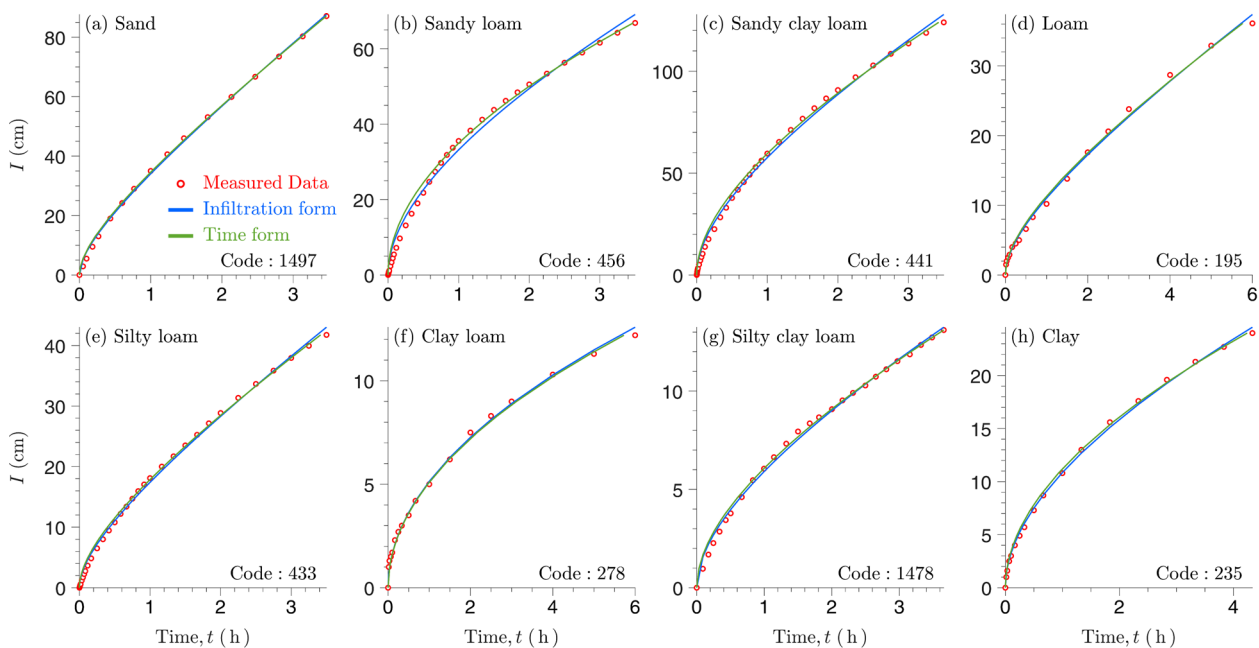 (a) Sand
I (cm)
80
60
40
20
0
0 1 2 3
Measured Data
Infiltration form
Time form
Code : 1497
(b) Sandy loam
60
40
20
0
0 1 2 3
Code : 456
(c) Sandy clay loam
100
50
0
0 1 2 3
Code : 441
(d) Loam
30
20
10
0
0 2 4 6
Code : 195
(e) Silty loam
I (cm)
40
30
20
10
0
0 1 2 3
Code : 433
Time, t ( h )
(f) Clay loam
10
5
0
0 2 4 6
Code : 278
Time, t ( h )
(g) Silty clay loam
10
5
0
0 1 2 3
Code : 1478
Time, t ( h )
(h) Clay
20
15
10
5
0
0 2 4
Code : 235
Time, t ( h )